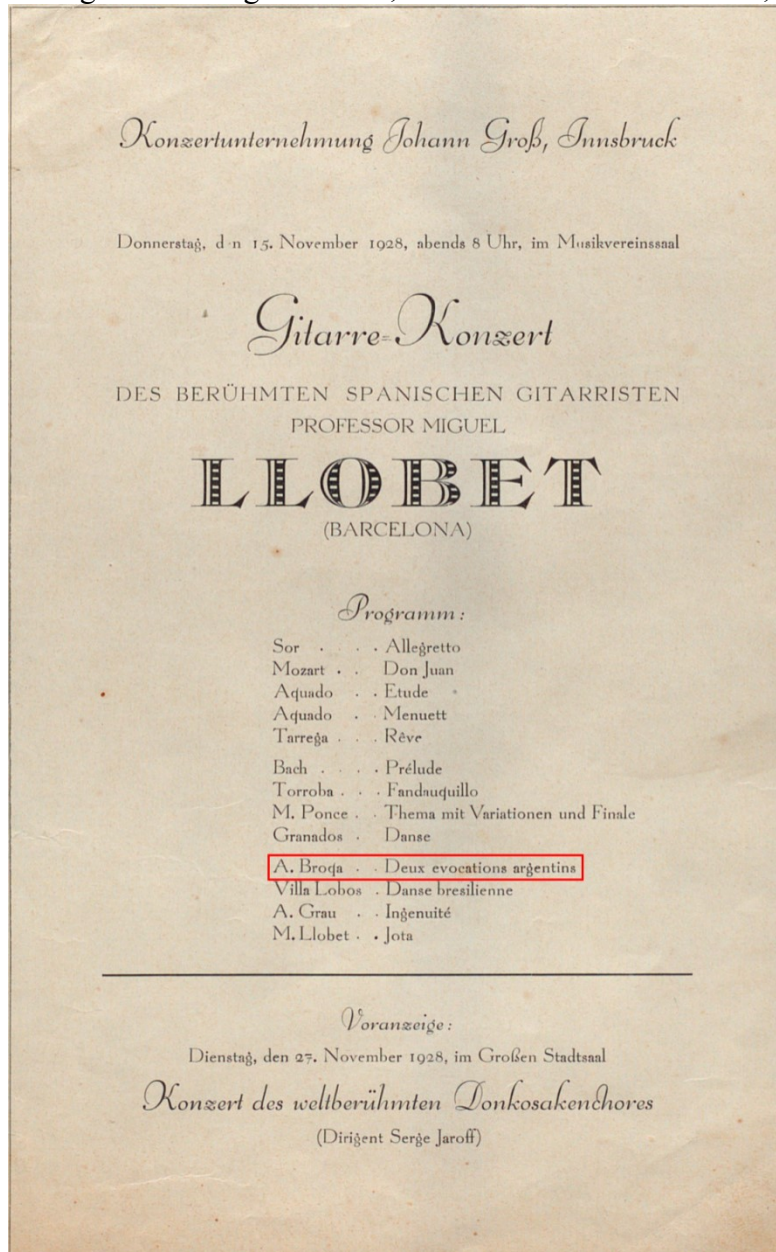 Konzertunternehmung Johann Groß, Innsbruck
Donnerstag, d n 15. November 1928, abends 8 Uhr, im Musikvereinssaal
Gitarre-Konzert
DES BERÜHMTEN SPANISCHEN GITARRISTEN
PROFESSOR MIGUEL
LLOBET
(BARCELONA)
Programm:
Sor . . . Allegretto
Mozart . . Don Juan
Aquado . . Etude
Aquado . . Menuett
Tarrega . . . Rêve
Bach . . . . Prélude
Torroba . . . Fandauquillo
M. Ponce . . Thema mit Variationen und Finale
Granados . Danse
A. Broqa . . Deux evocations argentins
Villa Lobos . Danse bresilienne
A. Grau . . Ingenuité
M. Llobet . . Jota
Voranzeige:
Dienstag, den 27. November 1928, im Großen Stadtsaal
Konzert des weltberühmten Donkosakenchores
(Dirigent Serge Jaroff)